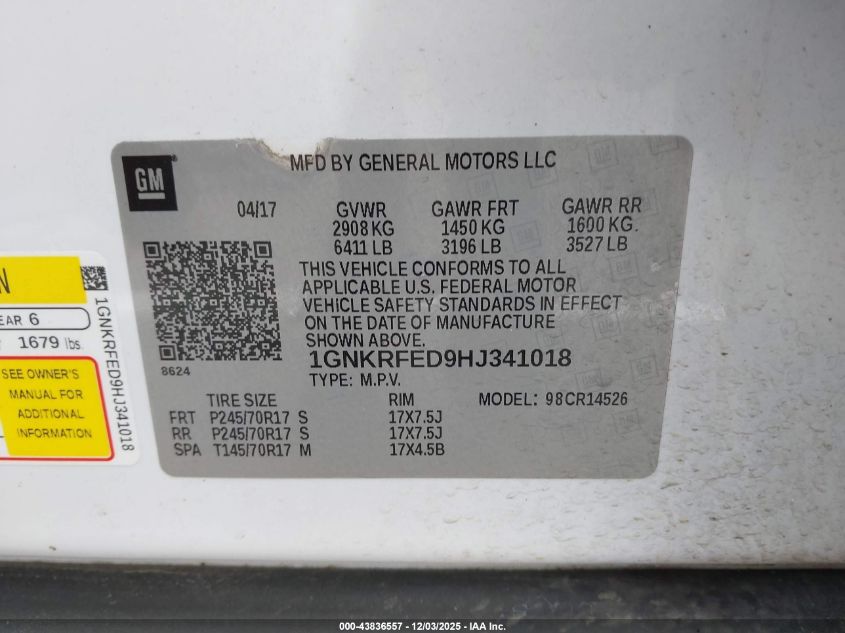 MFD BY GENERAL MOTORS LLC
GM
04/17 GVWR GAWR FRT GAWR RR
2908 KG 1450 KG 1600 KG.
6411 LB 3196 LB 3527 LB
THIS VEHICLE CONFORMS TO ALL
APPLICABLE U.S. FEDERAL MOTOR
VEHICLE SAFETY STANDARDS IN EFFECT
ON THE DATE OF MANUFACTURE
SHOWN ABOVE.
8624
1GNKRFED9HJ341018
TYPE: M.P.V.
TIRE SIZE RIM MODEL: 98CR14526
FRT P245/70R17 S 17X7.5J
RR P245/70R17 S 17X7.5J
SPA T145/70R17 M 17X4.5B
6
1679 lbs.
SEE OWNER'S
MANUAL FOR
ADDITIONAL
INFORMATION
1GNKRFED9HJ341018
000-43836557 - 12/03/2025 - IAA Inc.